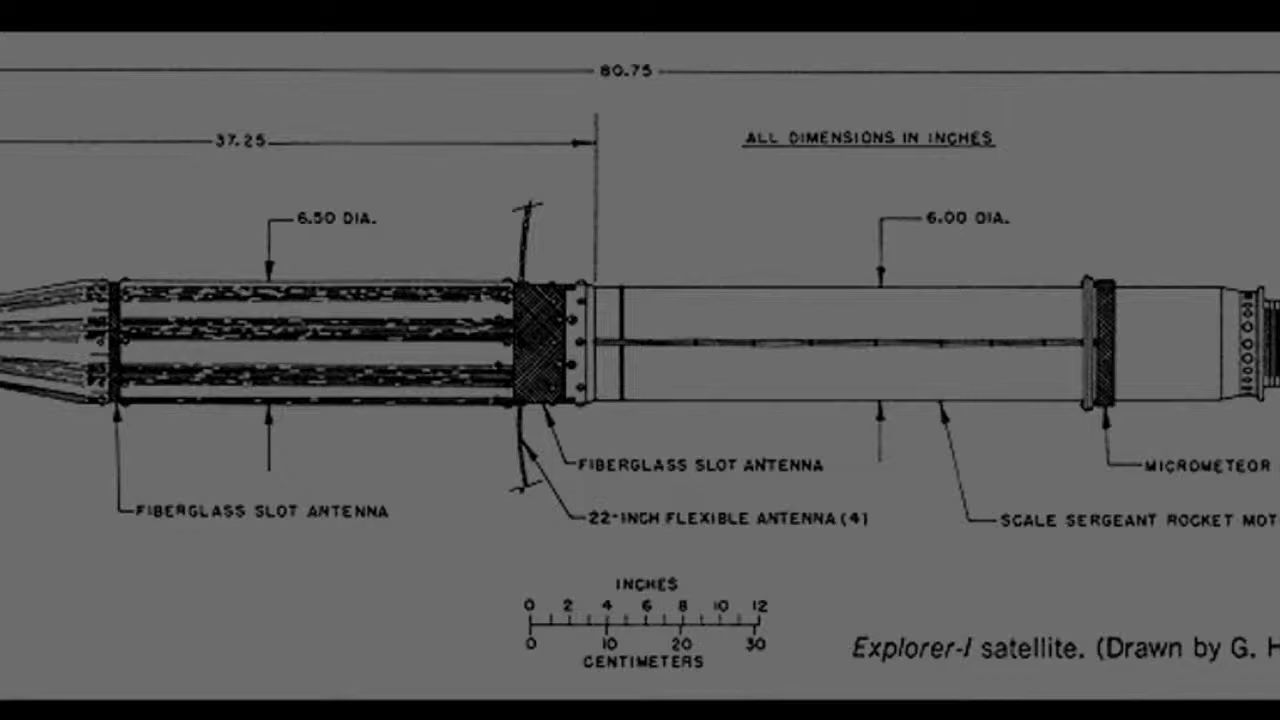 80.75
37.25
ALL DIMENSIONS IN INCHES
6.50 DIA.
6.00 DIA.
FIBERGLASS SLOT ANTENNA
MICROMETEOR
FIBERGLASS SLOT ANTENNA
22-INCH FLEXIBLE ANTENNA (4)
SCALE SERGEANT ROCKET MOT
INCHES
0 2 4 6 8 10 12
0 10 20 30
CENTIMETERS
Explorer-I satellite. (Drawn by G. H